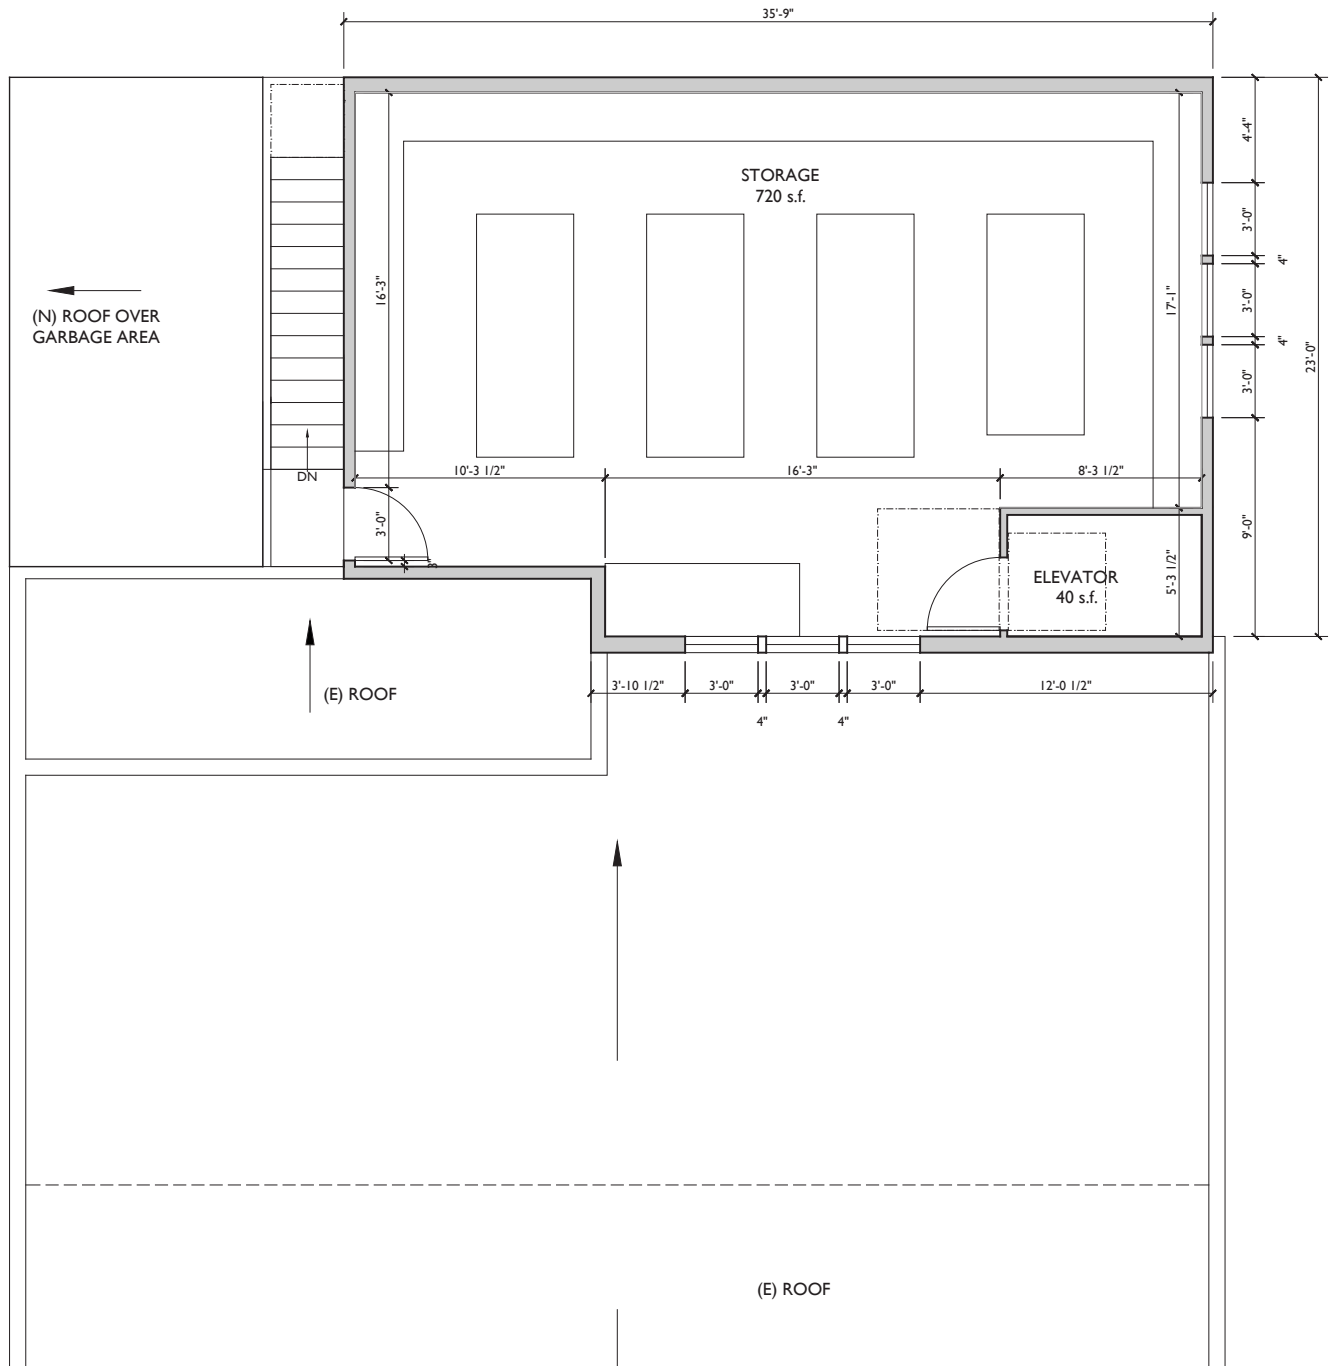 35'-9"
4'-4"
STORAGE
720 s.f.
3'-0"
4"
16'-3"
17'-1"
3'-0"
(N) ROOF OVER
GARBAGE AREA
4"
23'-0"
3'-0"
10'-3 1/2"
16'-3"
8'-3 1/2"
DN
3'-0"
9'-0"
3"
ELEVATOR
40 s.f.
5'-3 1/2"
(E) ROOF
3'-10 1/2"
3'-0"
3'-0"
3'-0"
12'-0 1/2"
4"
4"
(E) ROOF